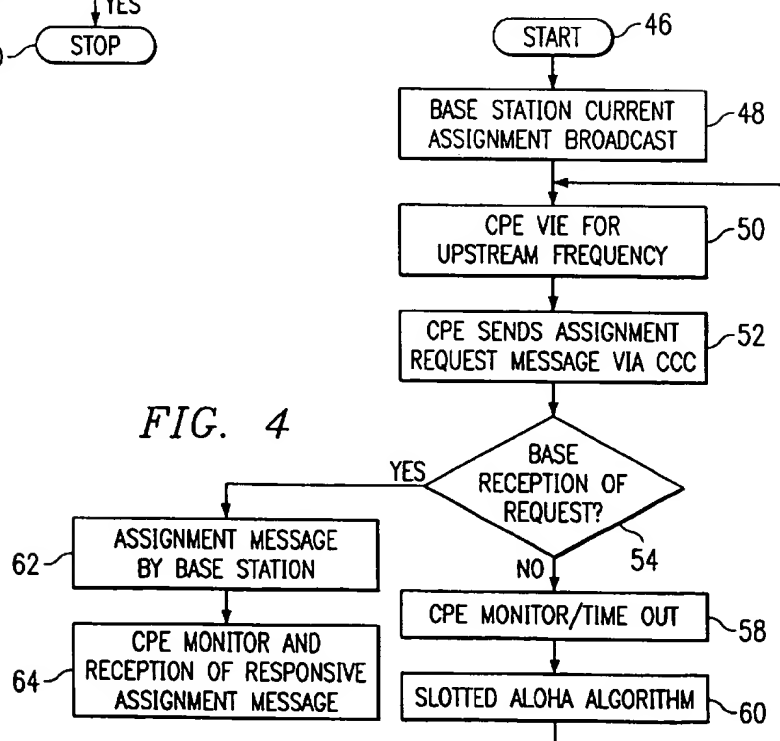 YES
STOP
START
46
BASE STATION CURRENT
ASSIGNMENT BROADCAST
48
CPE VIE FOR
UPSTREAM FREQUENCY
50
CPE SENDS ASSIGNMENT
REQUEST MESSAGE VIA CCC
52
FIG. 4
BASE
RECEPTION OF
REQUEST?
54
YES
NO
ASSIGNMENT MESSAGE
BY BASE STATION
62
CPE MONITOR AND
RECEPTION OF RESPONSIVE
ASSIGNMENT MESSAGE
64
CPE MONITOR/TIME OUT
58
SLOTTED ALOHA ALGORITHM
60